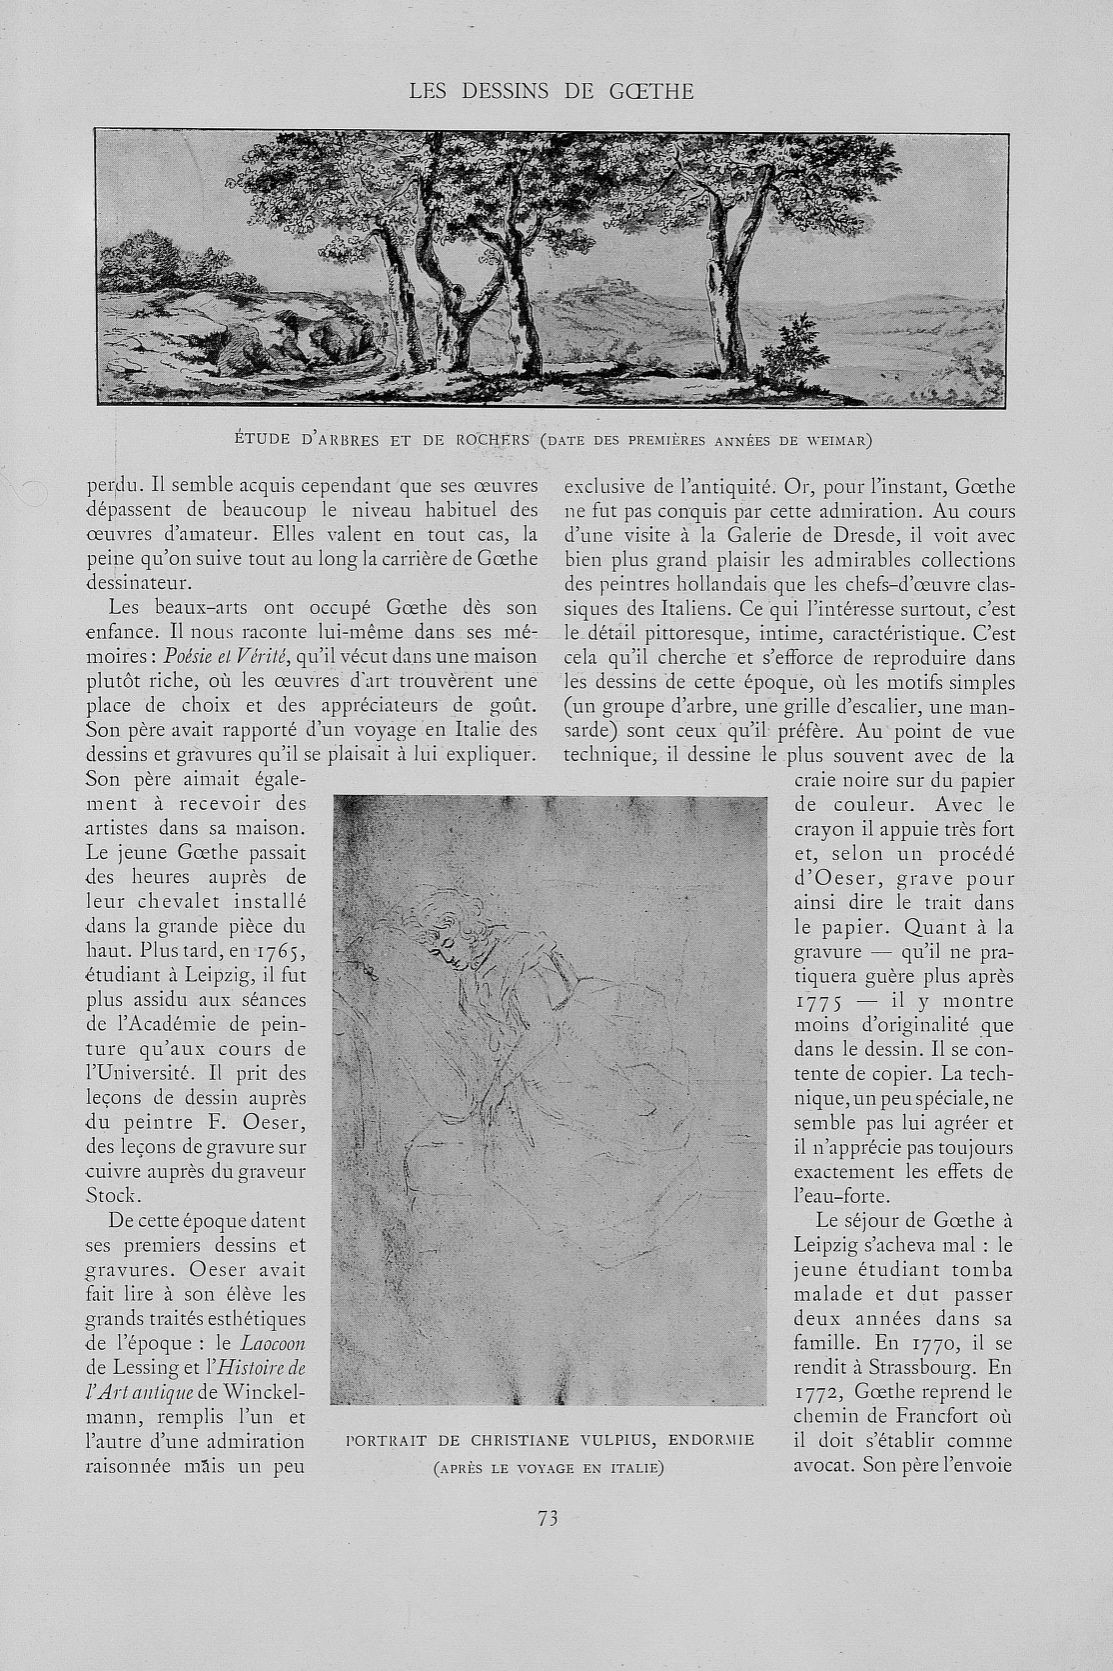 LES DESSINS DE GŒTHE
ÉTUDE D'ARBRES ET DE ROCHERS (DATE DES PREMIÈRES ANNÉES DE WEIMAR)
perdu. Il semble acquis cependant que ses œuvres
dépassent de beaucoup le niveau habituel des
œuvres d'amateur. Elles valent en tout cas, la
peine qu'on suive tout au long la carrière de Gœthe
dessinateur.
Les beaux-arts ont occupé Gœthe dès son
enfance. Il nous raconte lui-même dans ses mé-
moires : Poésie et Vérité, qu'il vécut dans une maison
plutôt riche, où les œuvres d'art trouvèrent une
place de choix et des appréciateurs de goût.
Son père avait rapporté d'un voyage en Italie des
dessins et gravures qu'il se plaisait à lui expliquer.
Son père aimait égale-
ment à recevoir des
artistes dans sa maison.
Le jeune Gœthe passait
des heures auprès de
leur chevalet installé
dans la grande pièce du
haut. Plus tard, en 1765,
étudiant à Leipzig, il fut
plus assidu aux séances
de l'Académie de pein-
ture qu'aux cours de
l'Université. Il prit des
leçons de dessin auprès
du peintre F. Oeser,
des leçons de gravure sur
cuivre auprès du graveur
Stock.
De cette époque datent
ses premiers dessins et
gravures. Oeser avait
fait lire à son élève les
grands traités esthétiques
de l'époque : le Laocoon
de Lessing et l'Histoire de
l'Art antique de Winckel-
mann, remplis l'un et
l'autre d'une admiration
raisonnée mais un peu
exclusive de l'antiquité. Or, pour l'instant, Gœthe
ne fut pas conquis par cette admiration. Au cours
d'une visite à la Galerie de Dresde, il voit avec
bien plus grand plaisir les admirables collections
des peintres hollandais que les chefs-d'œuvre clas-
siques des Italiens. Ce qui l'intéresse surtout, c'est
le détail pittoresque, intime, caractéristique. C'est
cela qu'il cherche et s'efforce de reproduire dans
les dessins de cette époque, où les motifs simples
(un groupe d'arbre, une grille d'escalier, une man-
sarde) sont ceux qu'il préfère. Au point de vue
technique, il dessine le plus souvent avec de la
craie noire sur du papier
de couleur. Avec le
crayon il appuie très fort
et, selon un procédé
d'Oeser, grave pour
ainsi dire le trait dans
le papier. Quant à la
gravure — qu'il ne pra-
tiquera guère plus après
1775 — il y montre
moins d'originalité que
dans le dessin. Il se con-
tente de copier. La tech-
nique, un peu spéciale, ne
semble pas lui agréer et
il n'apprécie pas toujours
exactement les effets de
l'eau-forte.
Le séjour de Gœthe à
Leipzig s'acheva mal : le
jeune étudiant tomba
malade et dut passer
deux années dans sa
famille. En 1770, il se
rendit à Strassbourg. En
1772, Gœthe reprend le
chemin de Francfort où
il doit s'établir comme
avocat. Son père l'envoie
PORTRAIT DE CHRISTIANE VULPIUS, ENDORMIE
(APRÈS LE VOYAGE EN ITALIE)
73